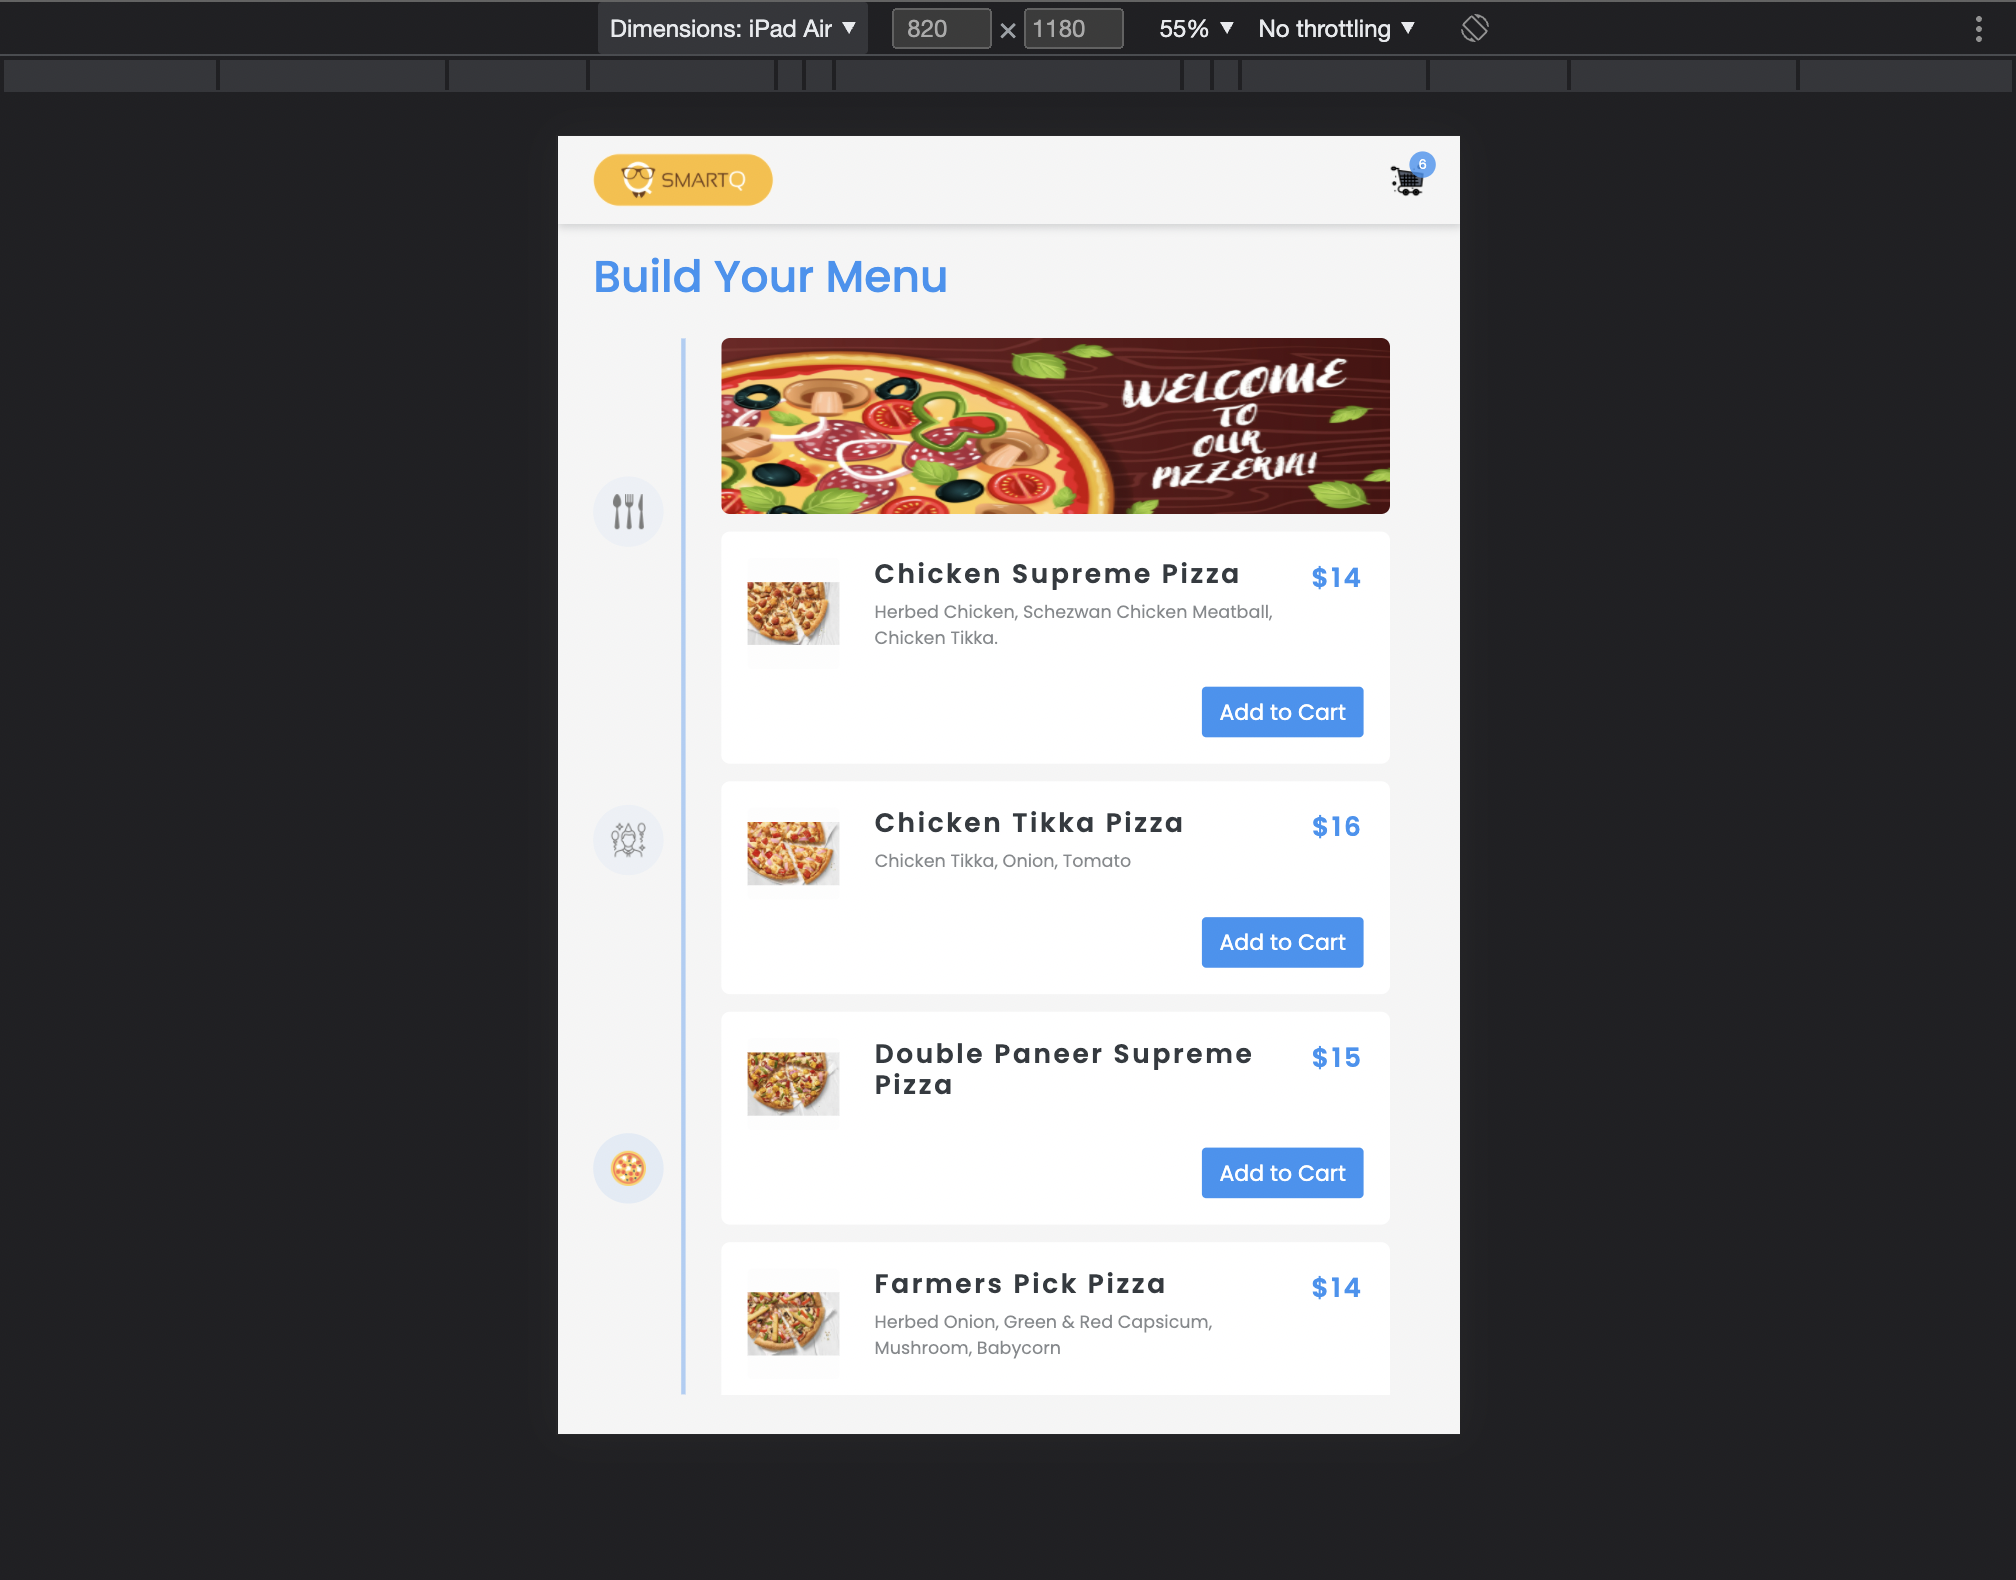 Dimensions: iPad Air ▼ 820 × 1180 55% ▼ No throttling ▼
SMARTQ
6
Build Your Menu
WELCOME
TO
OUR
PIZZERIA!
Chicken Supreme Pizza
$14
Herbed Chicken, Schezwan Chicken Meatball,
Chicken Tikka.
Add to Cart
Chicken Tikka Pizza
$16
Chicken Tikka, Onion, Tomato
Add to Cart
Double Paneer Supreme
Pizza
$15
Add to Cart
Farmers Pick Pizza
$14
Herbed Onion, Green & Red Capsicum,
Mushroom, Babycorn